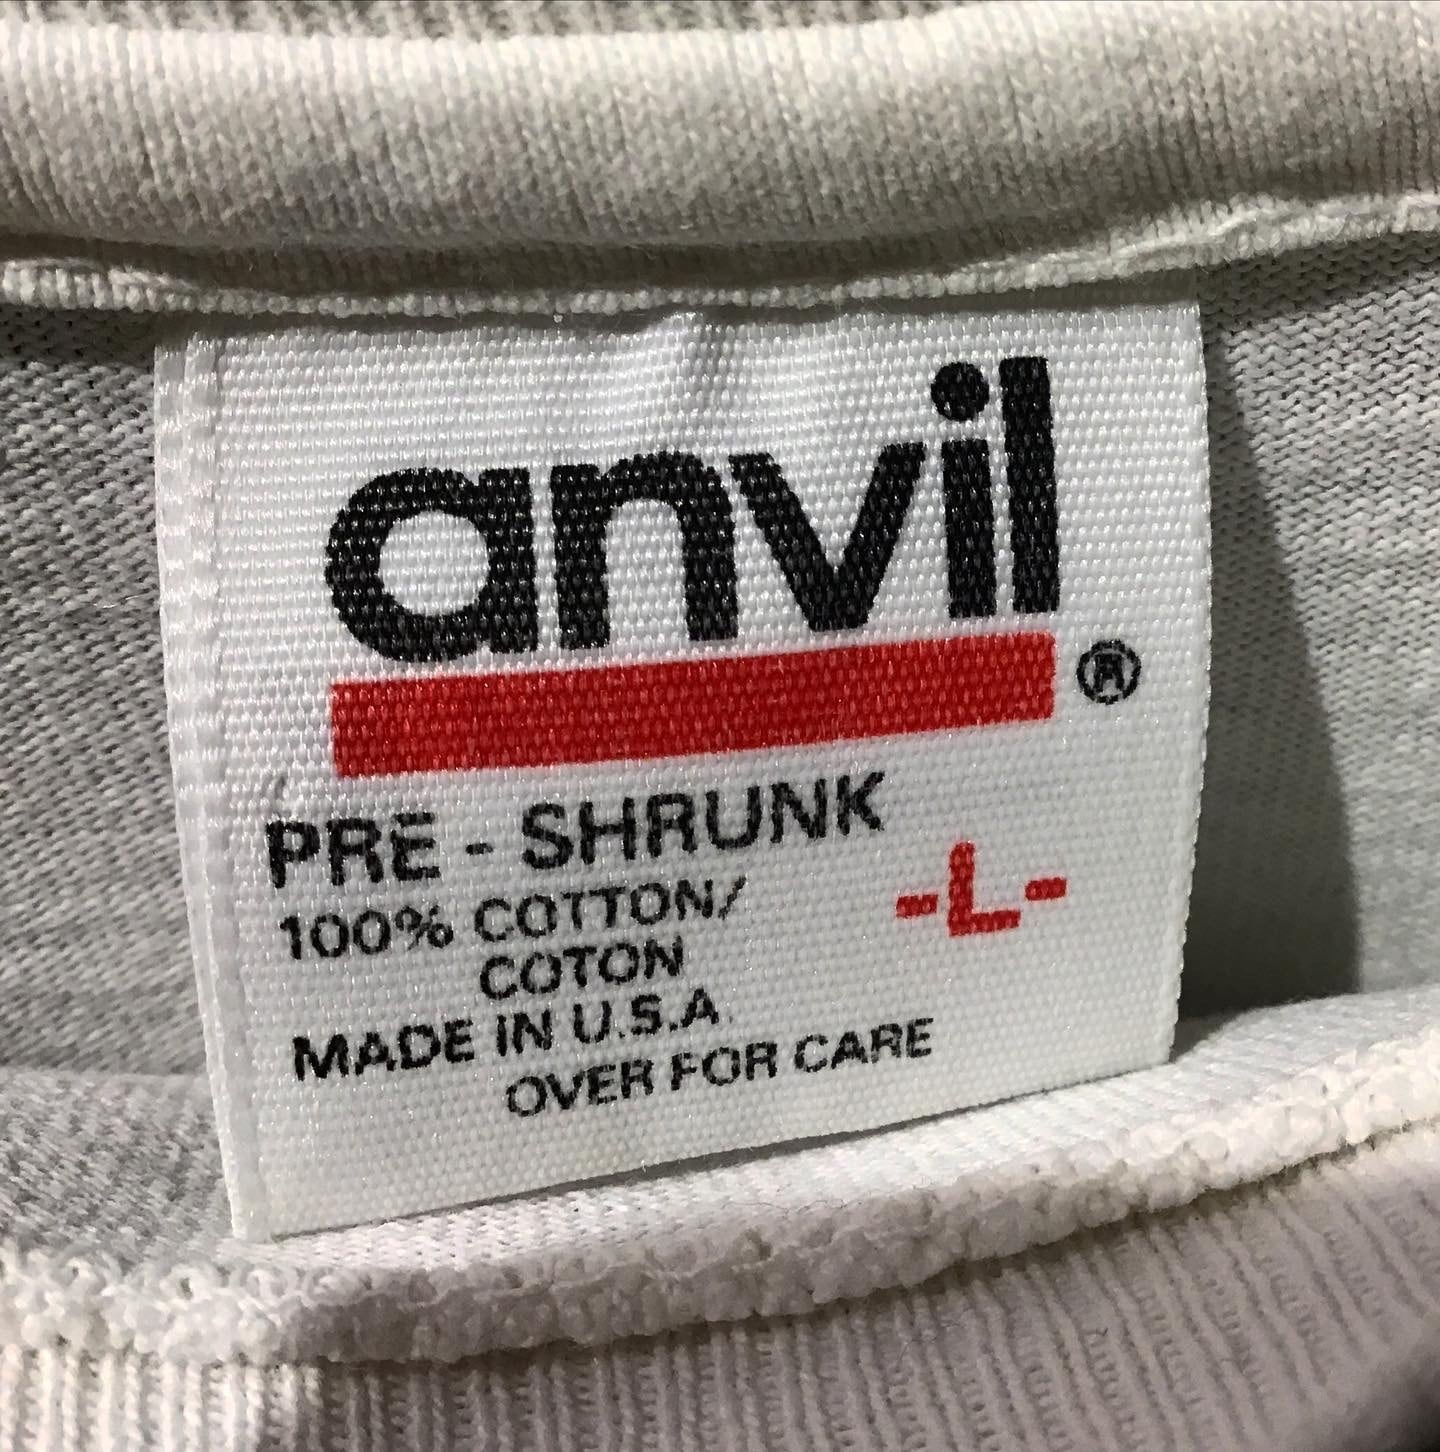 anvil
®
PRE - SHRUNK
100% COTTON/
-L-
COTON
MADE IN U.S.A.
OVER FOR CARE